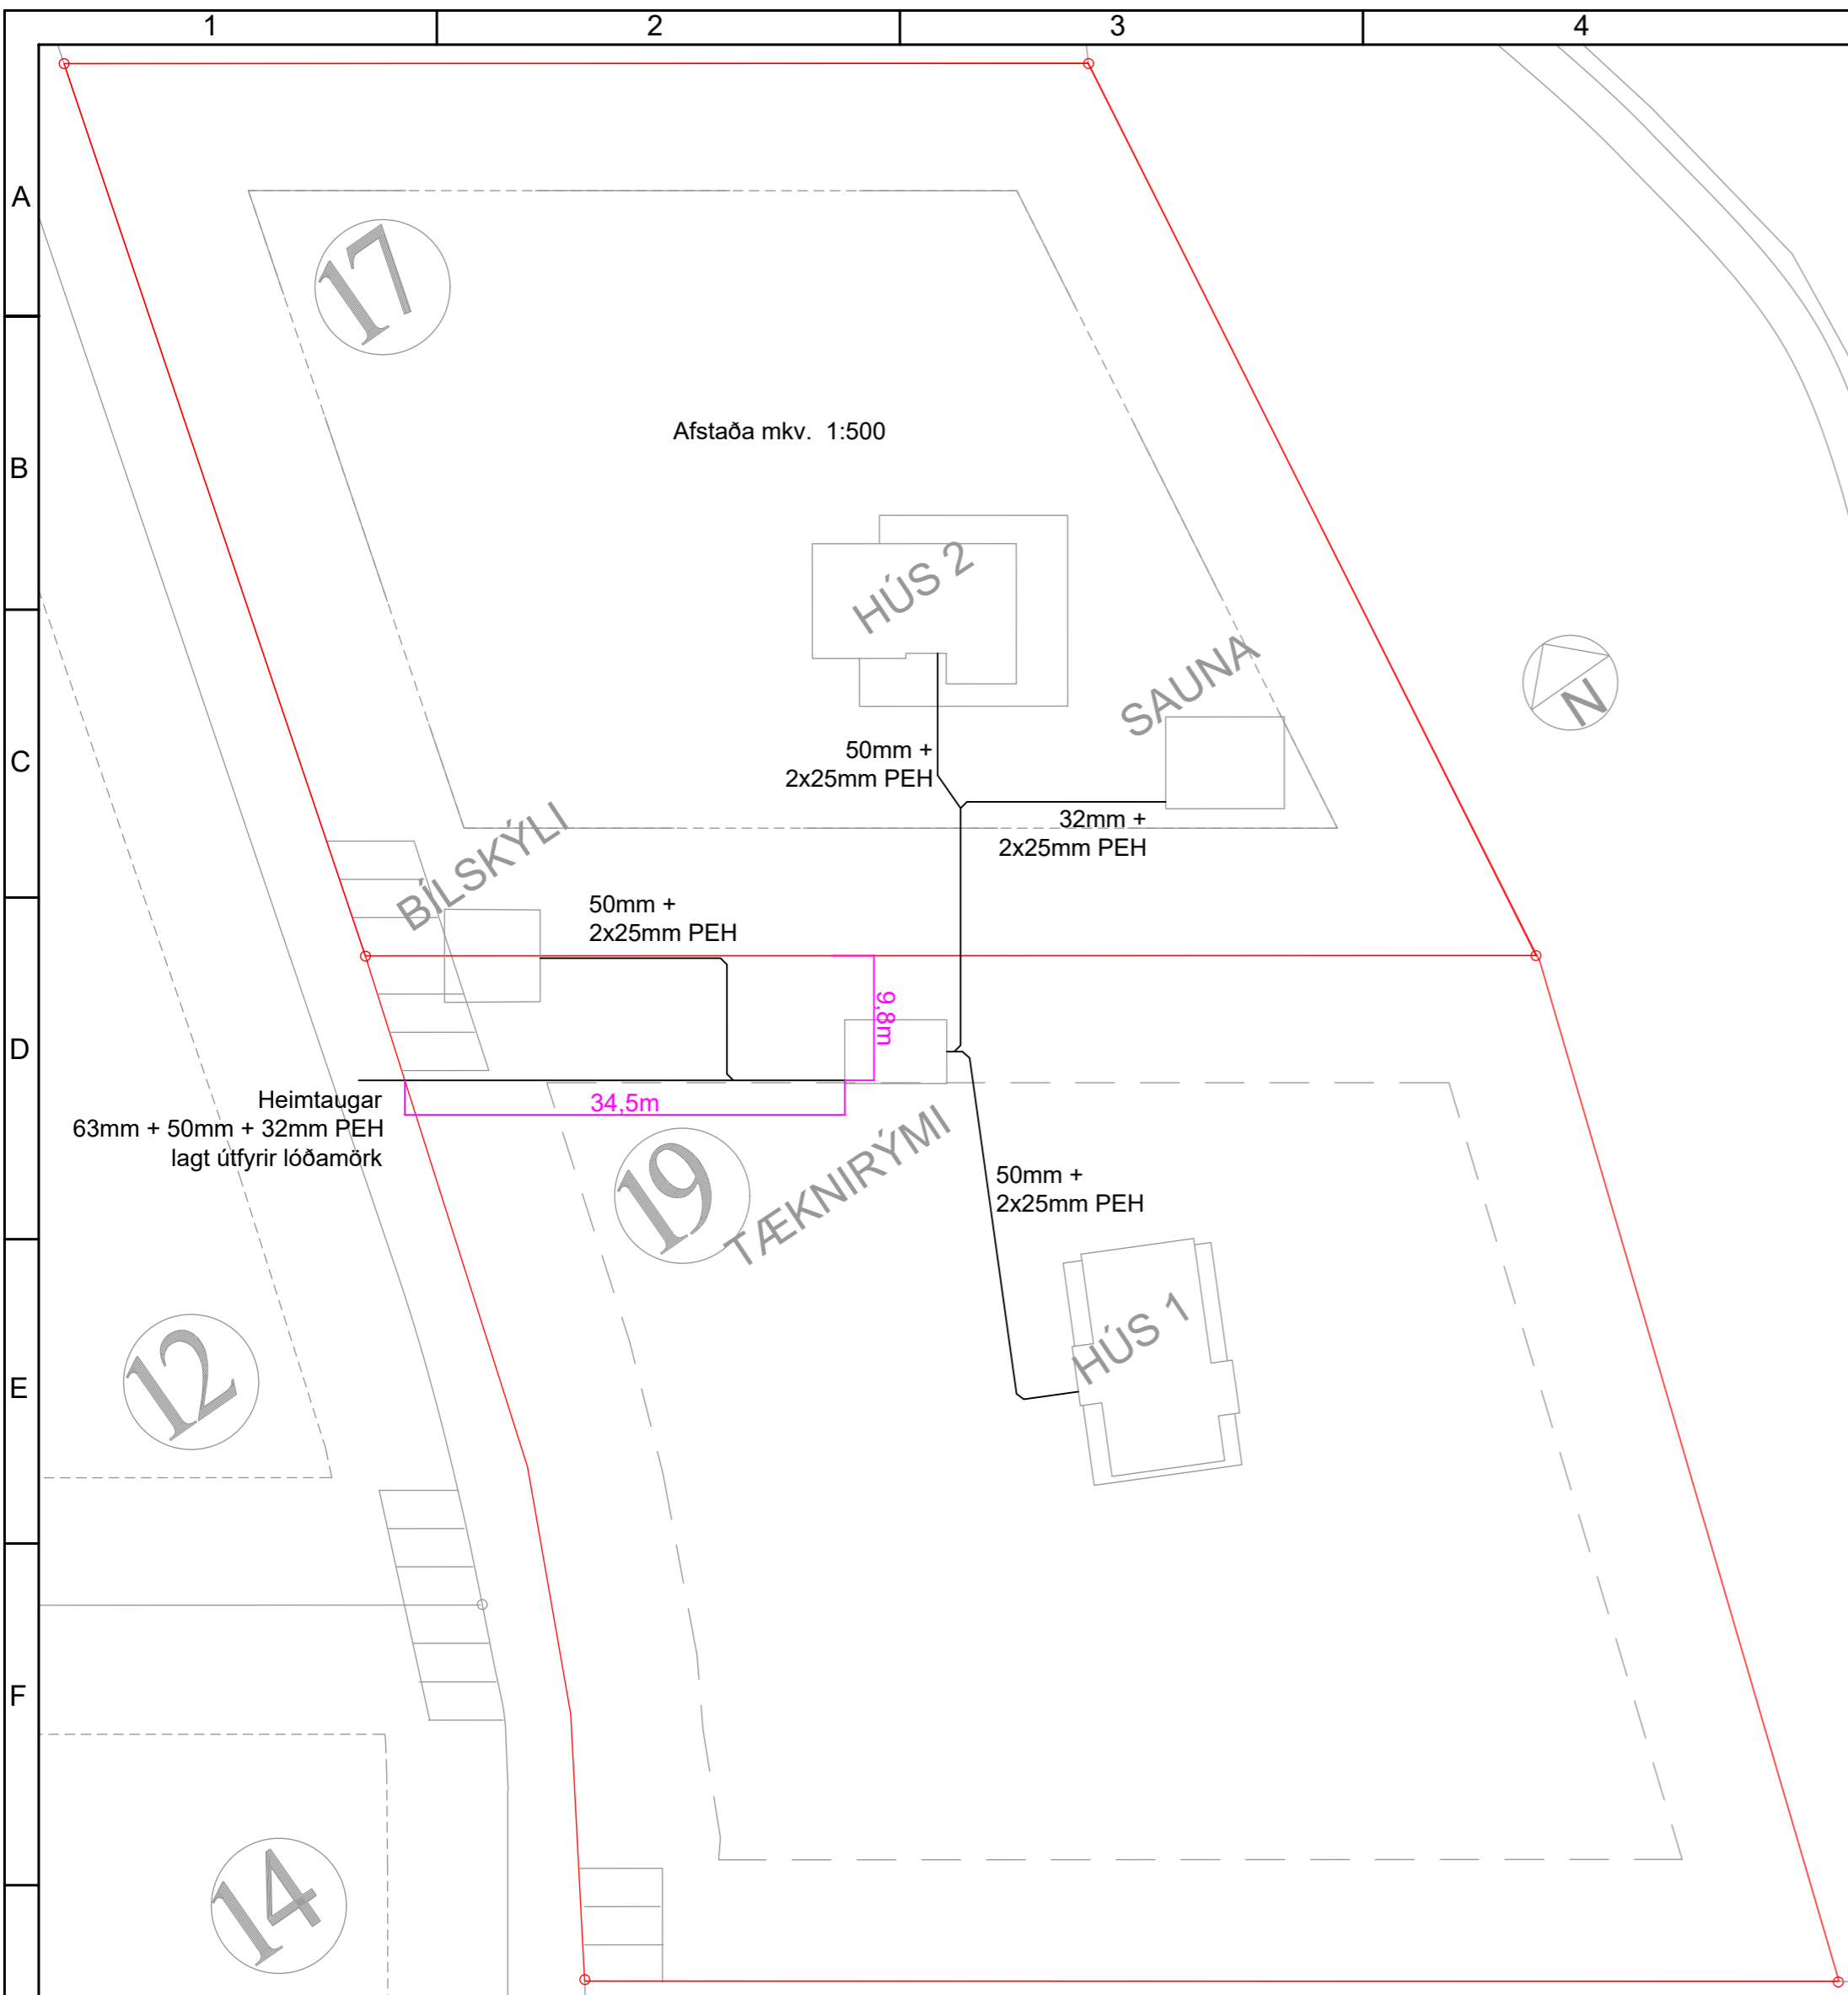 1
2
3
4
A
17
B
Afstaða mkv. 1:500
HÚS 2
SAUNA
N
C
50mm +
2x25mm PEH
32mm +
2x25mm PEH
BÍLSKÝLI
50mm +
2x25mm PEH
9,8m
D
Heimtaugar
63mm + 50mm + 32mm PEH
lagt útfyrir lóðamörk
34,5m
19
TÆKNIRÝMI
50mm +
2x25mm PEH
12
HÚS 1
E
F
14